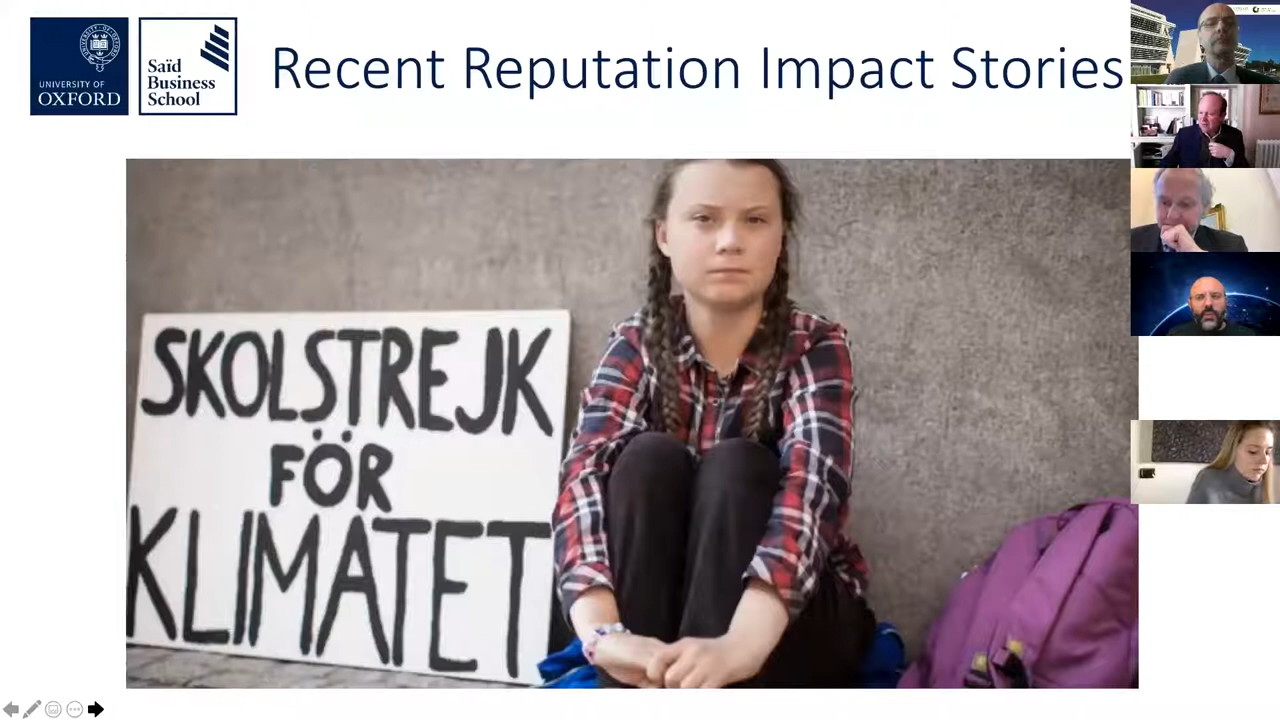 UNIVERSITY OF
OXFORD
Saïd
Business
School
Recent Reputation Impact Stories
SKOLSTREJK
FÖR
KLIMATET